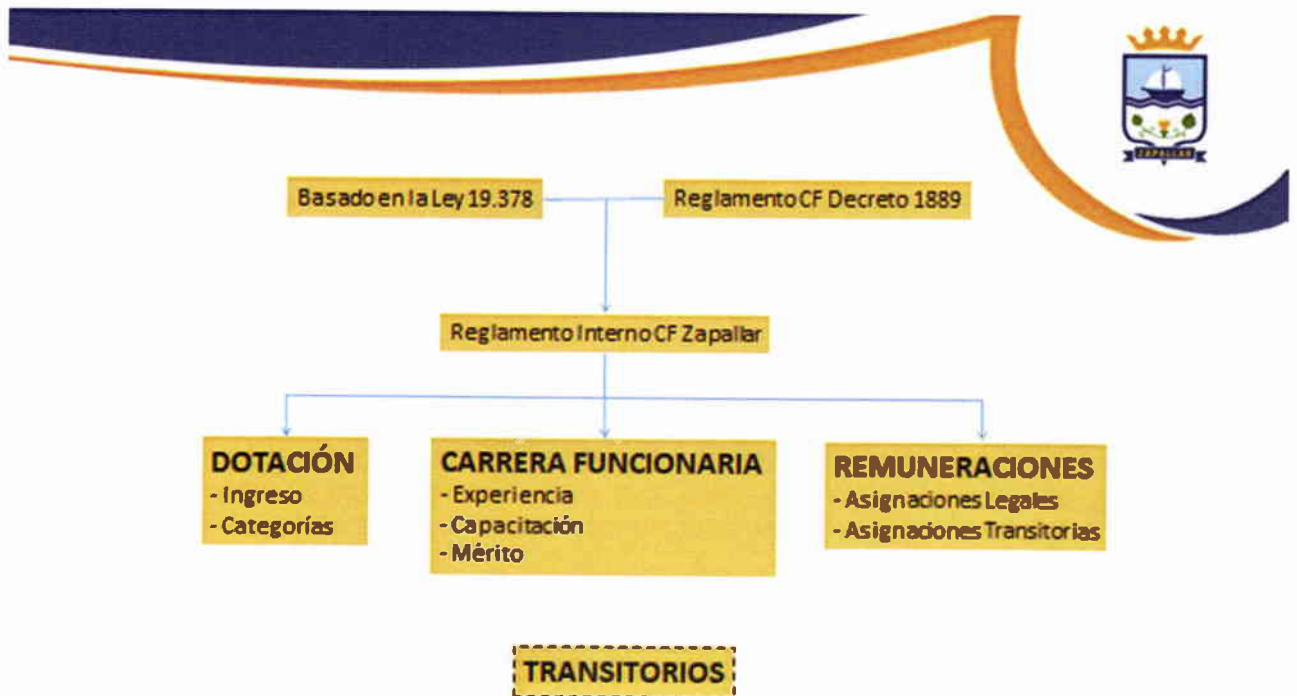 ZAPALLAR
Basado en la Ley 19.378
Reglamento CF Decreto 1889
Reglamento Interno CF Zapallar
DOTACIÓN
- Ingreso
- Categorías
CARRERA FUNCIONARIA
- Experiencia
- Capacitación
- Mérito
REMUNERACIONES
- Asignaciones Legales
- Asignaciones Transitorias
TRANSITORIOS